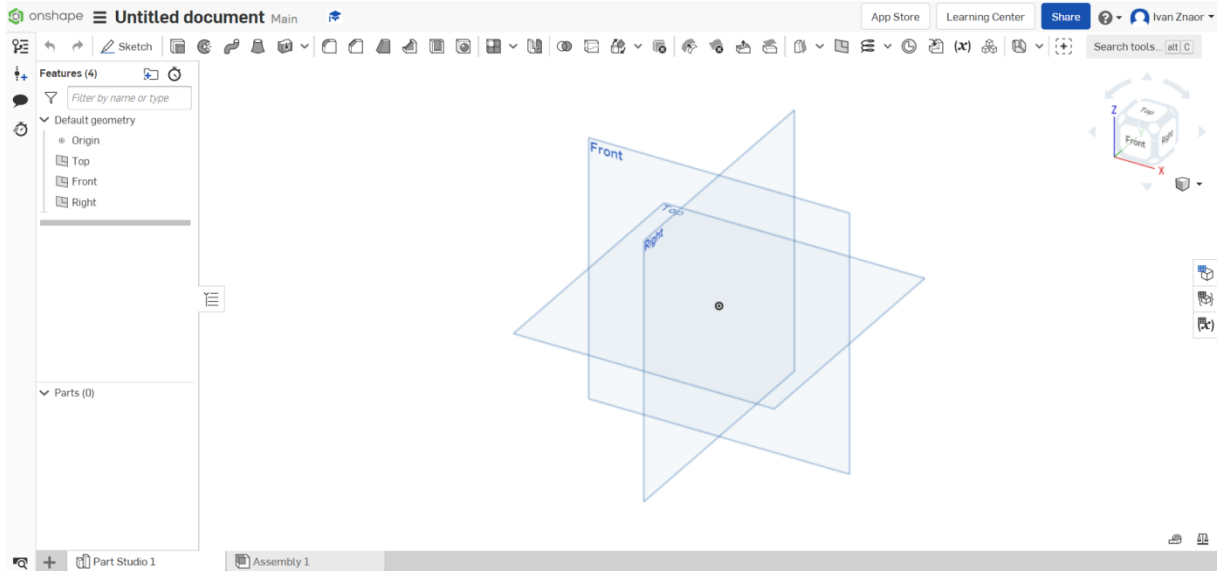 onshape Untitled document Main App Store Learning Center Share Ivan Znaor
Sketch (x) Search tools... alt C
Features (4)
Filter by name or type
Default geometry
Origin
Top
Front
Right
Parts (0)
Front
Top
Right
Z
Top
Y
Front
Right
X
(x)
Part Studio 1 Assembly 1